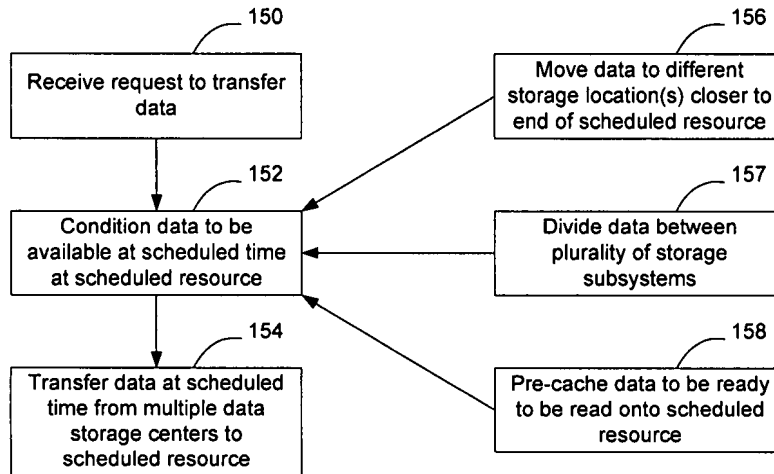 150
Receive request to transfer
data
152
Condition data to be
available at scheduled time
at scheduled resource
154
Transfer data at scheduled
time from multiple data
storage centers to
scheduled resource
156
Move data to different
storage location(s) closer to
end of scheduled resource
157
Divide data between
plurality of storage
subsystems
158
Pre-cache data to be ready
to be read onto scheduled
resource